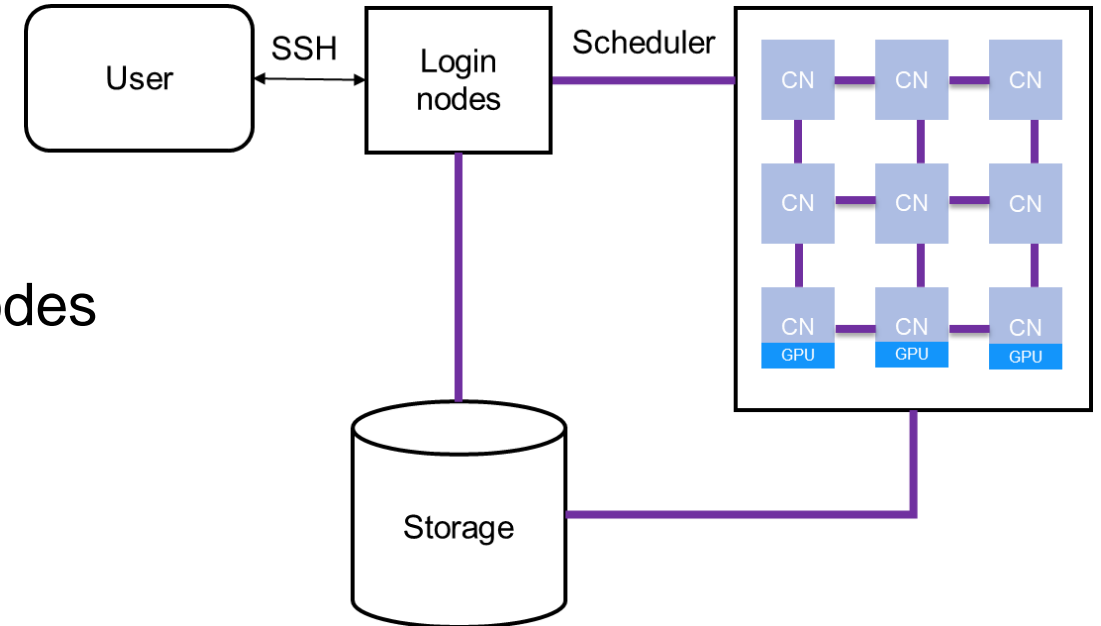 User
SSH
Login
nodes
Scheduler
CN CN CN
CN CN CN
CN CN CN
GPU GPU GPU
odes
Storage